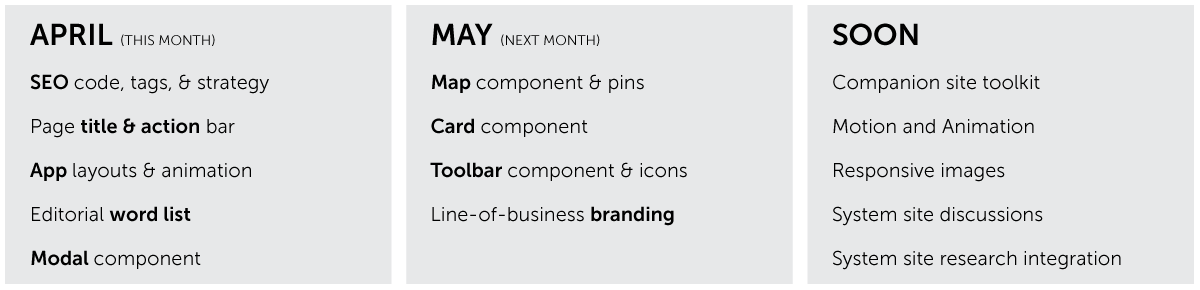 APRIL (THIS MONTH)
SEO code, tags, & strategy
Page title & action bar
App layouts & animation
Editorial word list
Modal component
MAY (NEXT MONTH)
Map component & pins
Card component
Toolbar component & icons
Line-of-business branding
SOON
Companion site toolkit
Motion and Animation
Responsive images
System site discussions
System site research integration